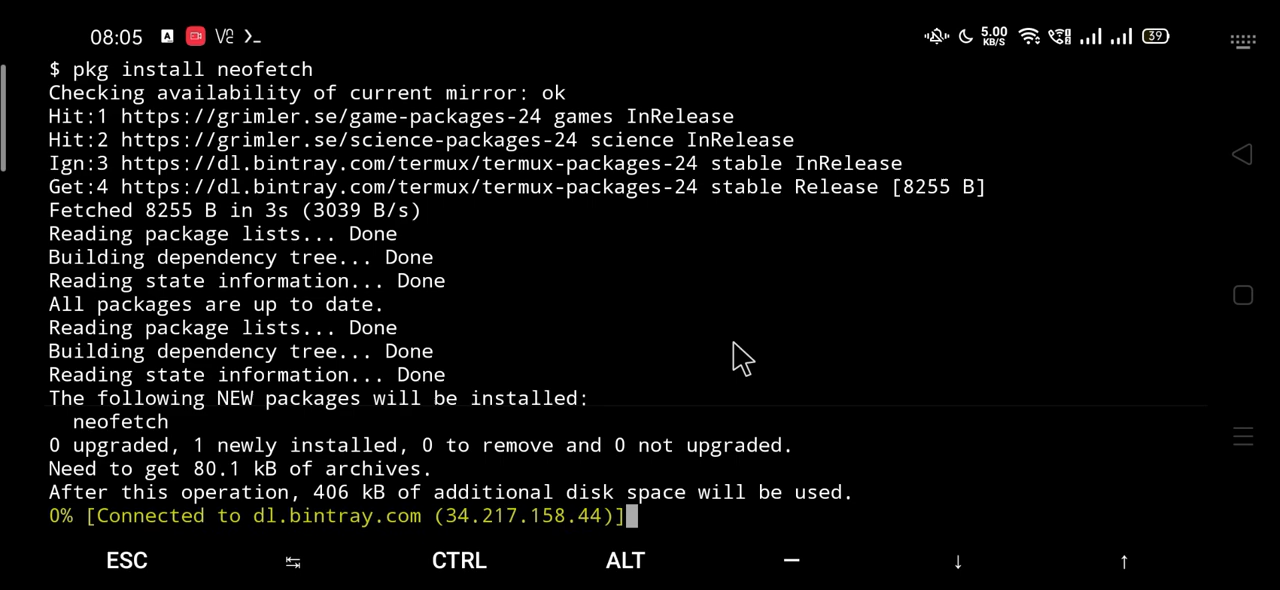 08:05 A VE >_ 5.00 KB/S 39
$ pkg install neofetch
Checking availability of current mirror: ok
Hit:1 https://grimler.se/game-packages-24 games InRelease
Hit:2 https://grimler.se/science-packages-24 science InRelease
Ign:3 https://dl.bintray.com/termux/termux-packages-24 stable InRelease
Get:4 https://dl.bintray.com/termux/termux-packages-24 stable Release [8255 B]
Fetched 8255 B in 3s (3039 B/s)
Reading package lists... Done
Building dependency tree... Done
Reading state information... Done
All packages are up to date.
Reading package lists... Done
Building dependency tree... Done
Reading state information... Done
The following NEW packages will be installed:
neofetch
0 upgraded, 1 newly installed, 0 to remove and 0 not upgraded.
Need to get 80.1 kB of archives.
After this operation, 406 kB of additional disk space will be used.
0% [Connected to dl.bintray.com (34.217.158.44)]
ESC ↹ CTRL ALT — ↓ ↑